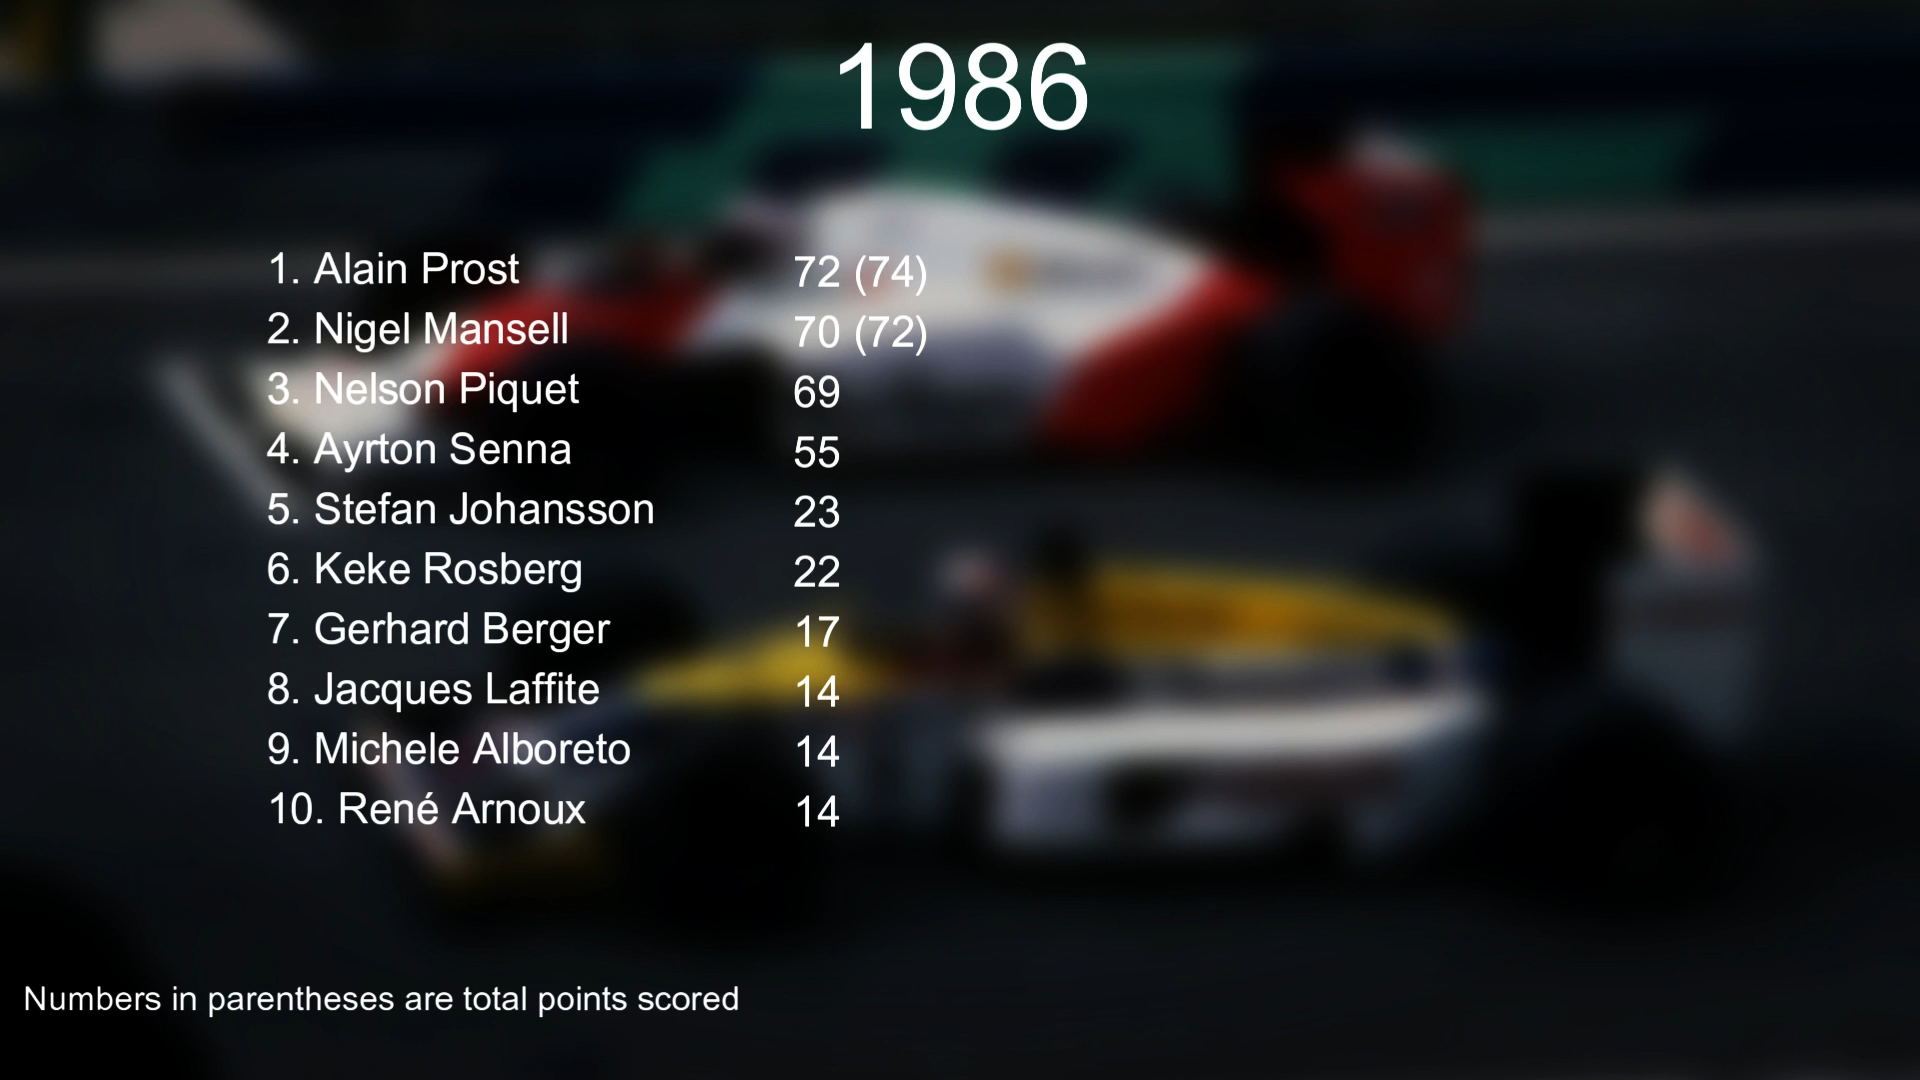 1986
1. Alain Prost 72 (74)
2. Nigel Mansell 70 (72)
3. Nelson Piquet 69
4. Ayrton Senna 55
5. Stefan Johansson 23
6. Keke Rosberg 22
7. Gerhard Berger 17
8. Jacques Laffite 14
9. Michele Alboreto 14
10. René Arnoux 14
Numbers in parentheses are total points scored